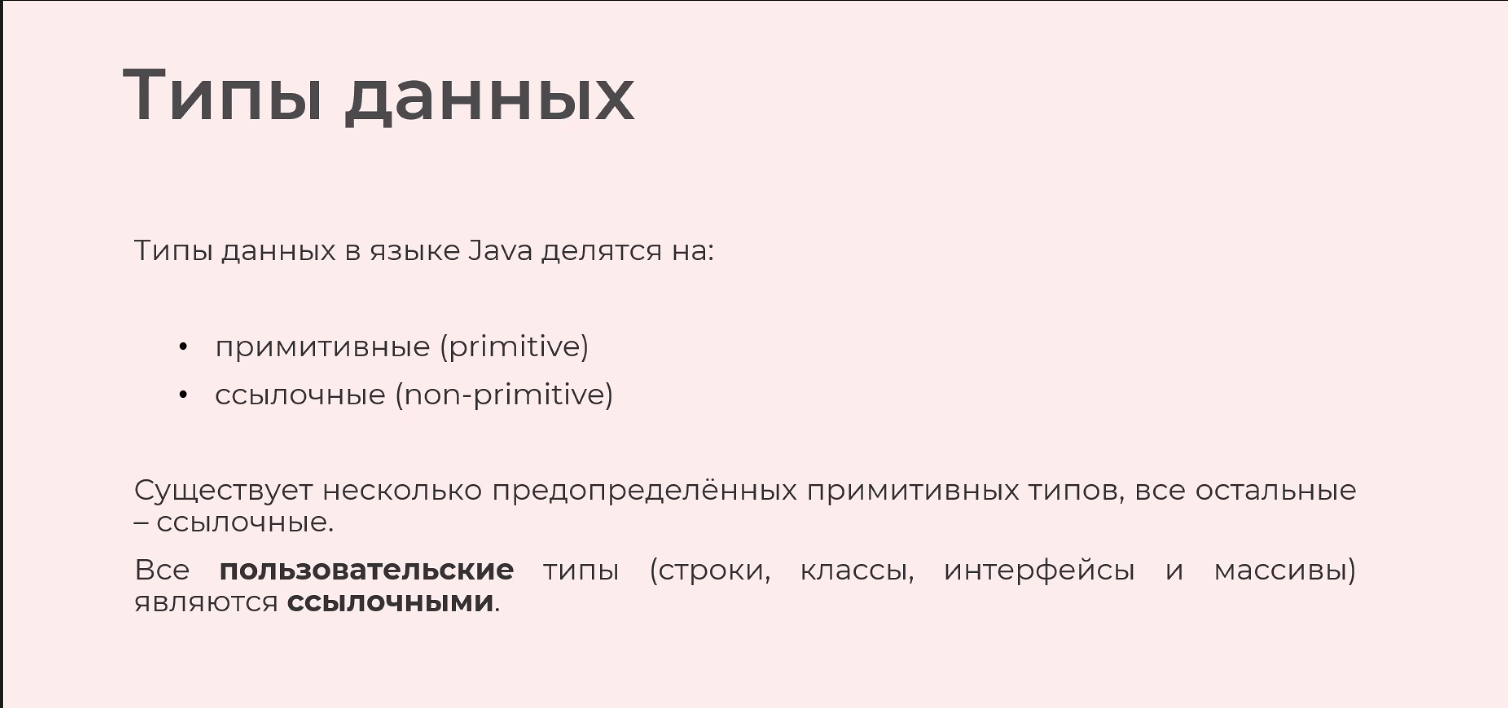 Типы данных
Типы данных в языке Java делятся на:
• примитивные (primitive)
• ссылочные (non-primitive)
Существует несколько предопределённых примитивных типов, все остальные
– ссылочные.
Все пользовательские типы (строки, классы, интерфейсы и массивы)
являются ссылочными.